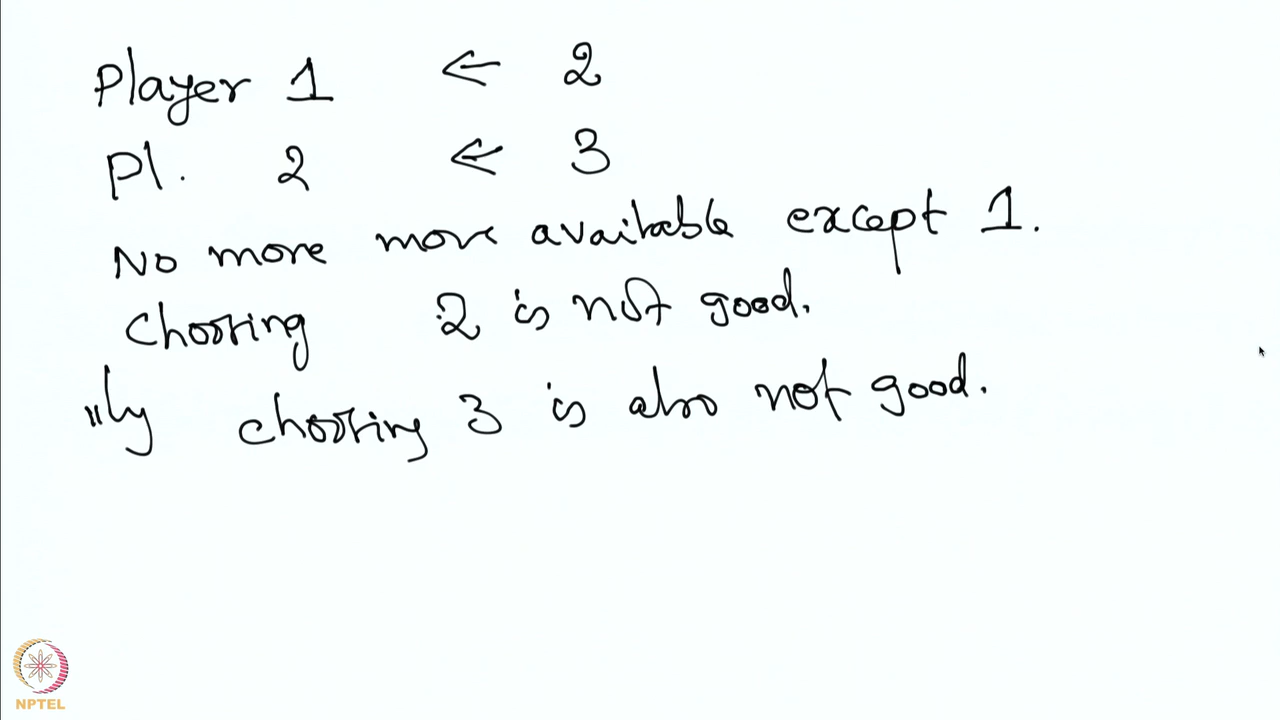 Player 1 ← 2
Pl. 2 ← 3
No more move available except 1.
Choosing 2 is not good.
111ly choosing 3 is also not good.
NPTEL